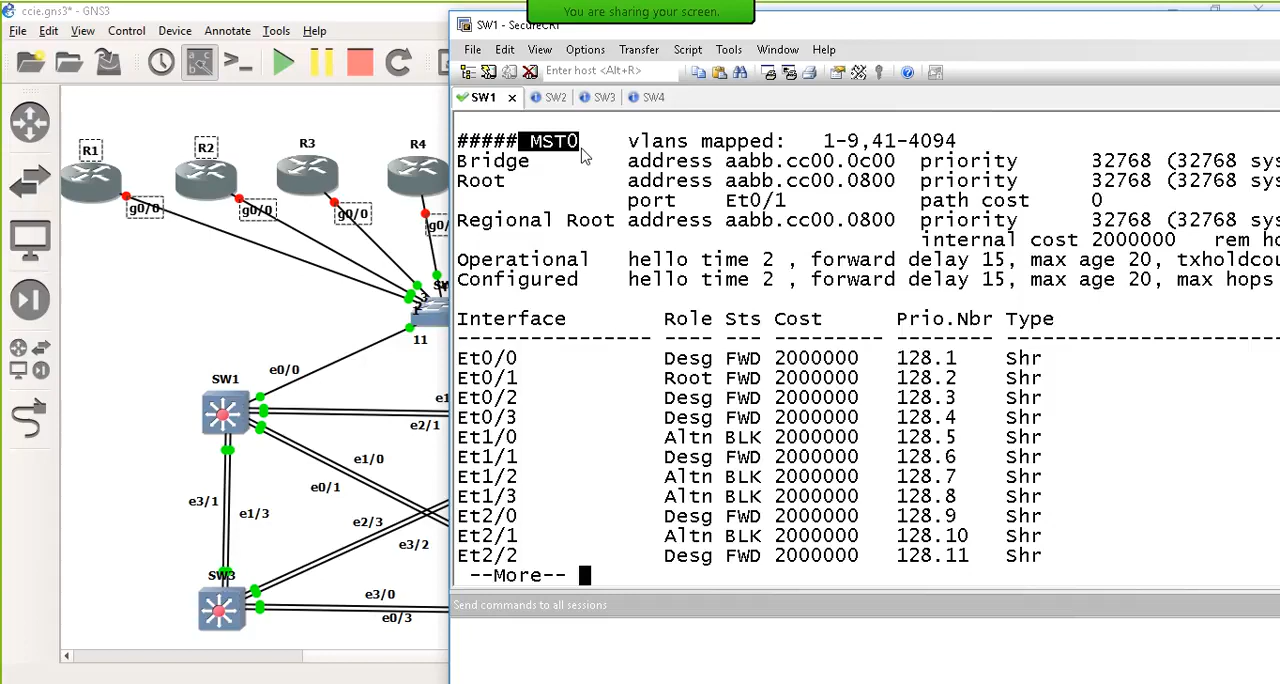 You are sharing your screen.
ccie.gns3* - GNS3
File Edit View Control Device Annotate Tools Help
R1
R2
R3
R4
g0/0
g0/0
g0/0
g0/
1
11
SW1
e0/0
e2/1
e1/0
e0/1
e3/1
e1/3
e2/3
e3/2
SW3
e3/0
e0/3
SW1 - SecureCRT
File Edit View Options Transfer Script Tools Window Help
Enter host <Alt+R>
SW1 SW2 SW3 SW4
##### MST0 vlans mapped: 1-9,41-4094
Bridge address aabb.cc00.0c00 priority 32768 (32768 sys
Root address aabb.cc00.0800 priority 32768 (32768 sys
port Et0/1 path cost 0
Regional Root address aabb.cc00.0800 priority 32768 (32768 sys
internal cost 2000000 rem ho
Operational hello time 2 , forward delay 15, max age 20, txholdcou
Configured hello time 2 , forward delay 15, max age 20, max hops
Interface Role Sts Cost Prio.Nbr Type
---------------- ---- --- --------- -------- --------------------------------
Et0/0 Desg FWD 2000000 128.1 Shr
Et0/1 Root FWD 2000000 128.2 Shr
Et0/2 Desg FWD 2000000 128.3 Shr
Et0/3 Desg FWD 2000000 128.4 Shr
Et1/0 Altn BLK 2000000 128.5 Shr
Et1/1 Desg FWD 2000000 128.6 Shr
Et1/2 Altn BLK 2000000 128.7 Shr
Et1/3 Altn BLK 2000000 128.8 Shr
Et2/0 Desg FWD 2000000 128.9 Shr
Et2/1 Altn BLK 2000000 128.10 Shr
Et2/2 Desg FWD 2000000 128.11 Shr
--More--
Send commands to all sessions